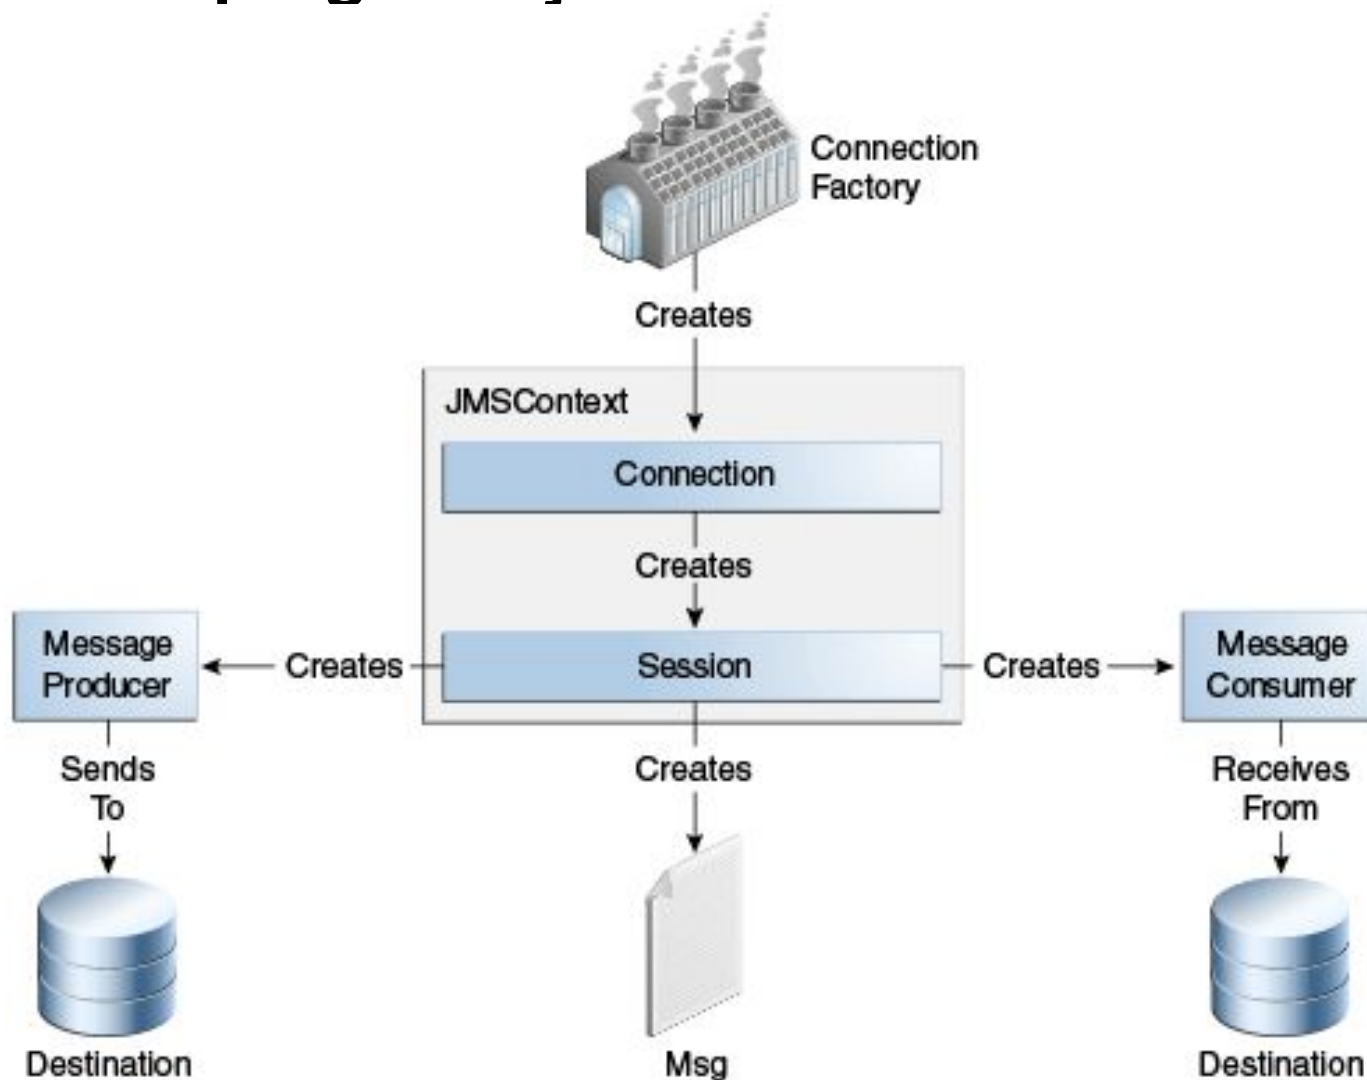 Connection
Factory
Creates
JMSContext
Connection
Creates
Message
Producer
Creates
Session
Creates
Message
Consumer
Sends
To
Creates
Receives
From
Destination
Msg
Destination